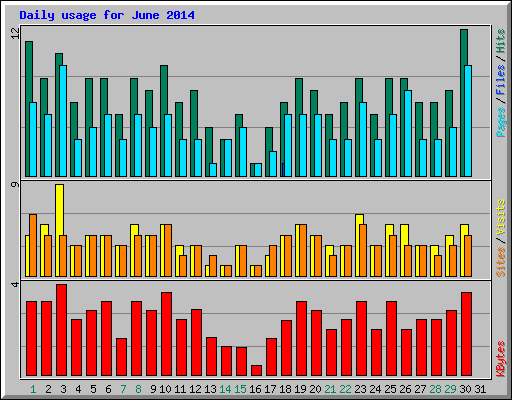 Daily usage for June 2014
12
Pages / Files / Hits
9
Sites / Visits
4
KBytes
1 2 3 4 5 6 7 8 9 10 11 12 13 14 15 16 17 18 19 20 21 22 23 24 25 26 27 28 29 30 31